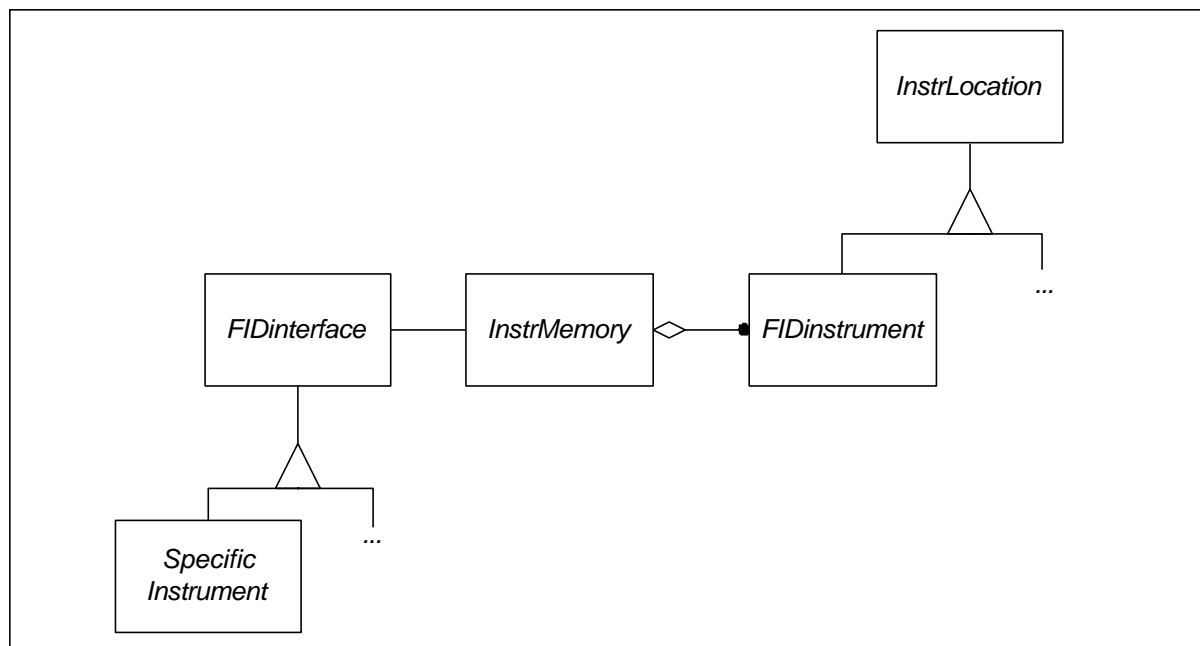 InstrLocation
...
FIDinterface
InstrMemory
FIDinstrument
...
Specific
Instrument